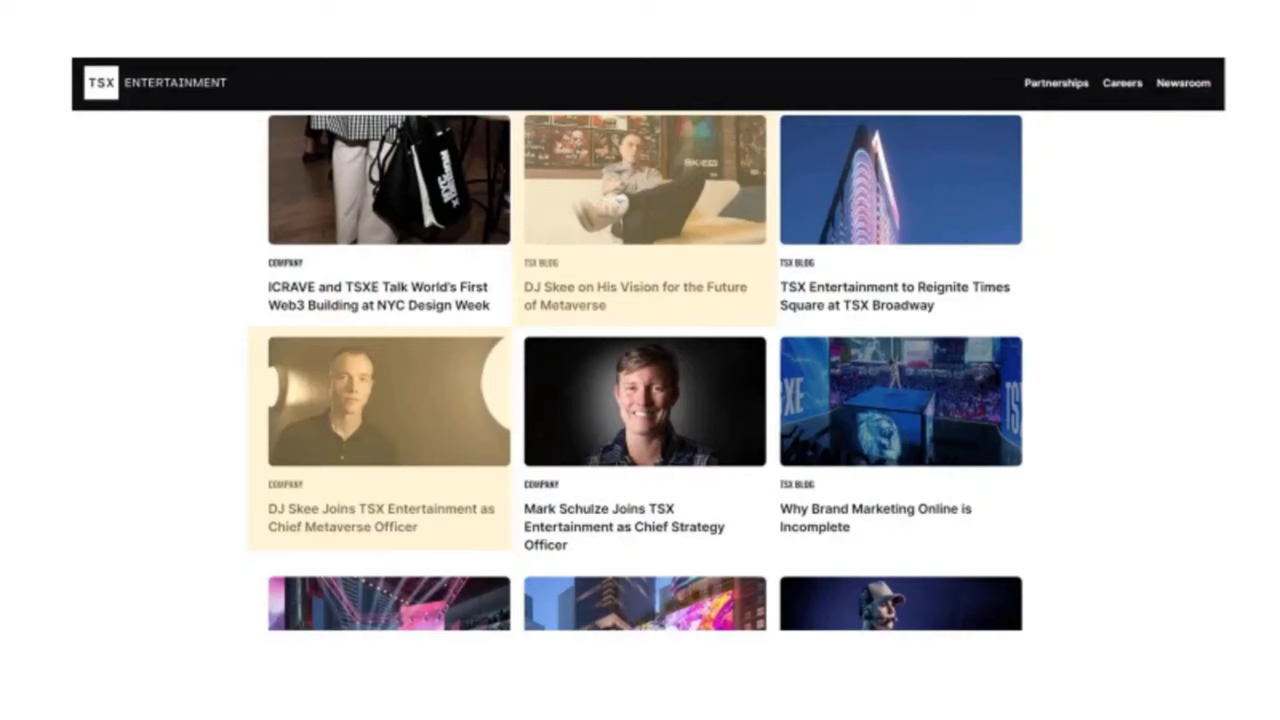 TSX ENTERTAINMENT
Partnerships Careers Newsroom
COMPANY
ICRAVE and TSXE Talk World's First
Web3 Building at NYC Design Week
TSX BLOG
DJ Skee on His Vision for the Future
of Metaverse
TSX BLOG
TSX Entertainment to Reignite Times
Square at TSX Broadway
COMPANY
DJ Skee Joins TSX Entertainment as
Chief Metaverse Officer
COMPANY
Mark Schulze Joins TSX
Entertainment as Chief Strategy
Officer
TSX BLOG
Why Brand Marketing Online is
Incomplete